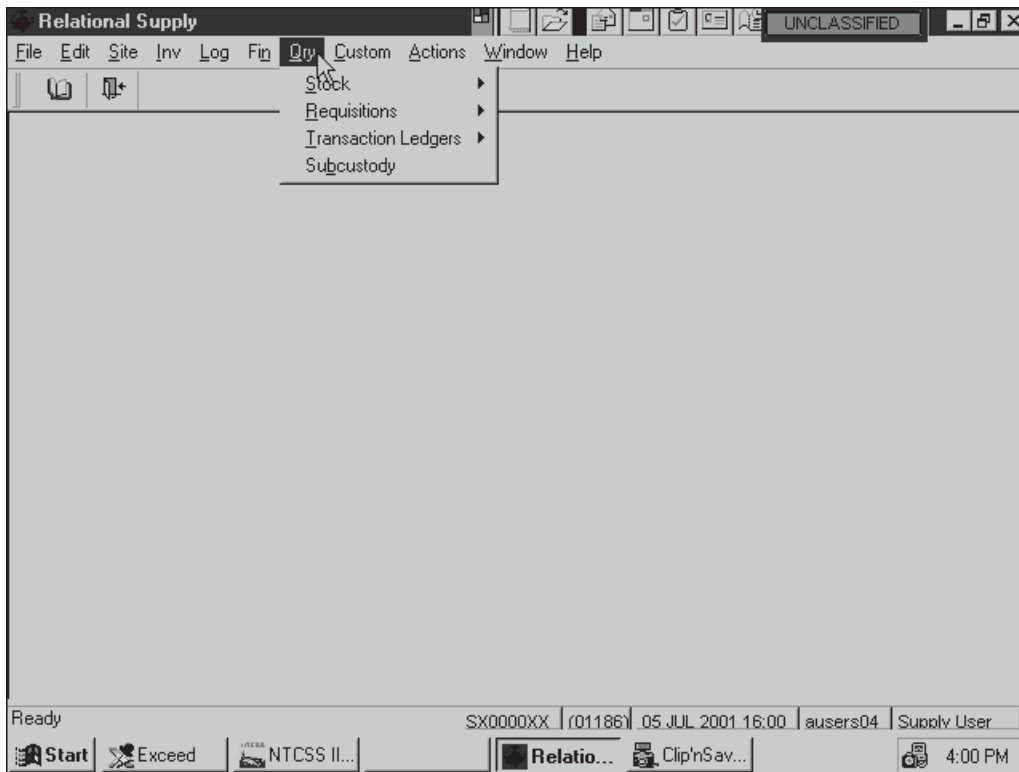 Relational Supply
UNCLASSIFIED
File Edit Site Inv Log Fin Qry Custom Actions Window Help
Stock
Requisitions
Transaction Ledgers
Subcustody
Ready
SX0000XX (01186) 05 JUL 2001 16:00 ausers04 Supply User
Start Exceed NTCSS II... Relatio... Clip'nSav... 4:00 PM